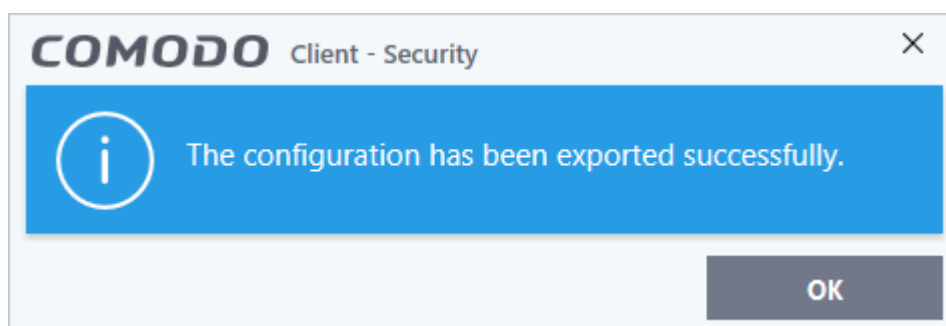 COMODO Client - Security
The configuration has been exported successfully.
OK